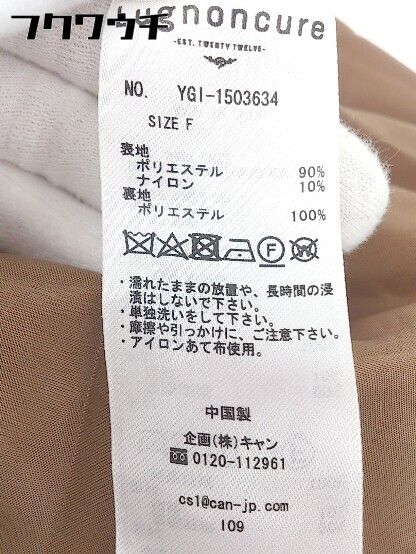 フクワウチ
tugnoncure
-EST. TWENTY TWELVE-
NO. YGI-1503634
SIZE F
表地
ポリエステル 90%
ナイロン 10%
裏地
ポリエステル 100%
・濡れたままの放置や、長時間の浸
漬はしないで下さい。
・単独洗いをして下さい。
・摩擦や引っかけに、ご注意下さい。
・アイロンあて布使用。
中国製
企画(株)キャン
0120-112961
cs1@can-jp.com
I09